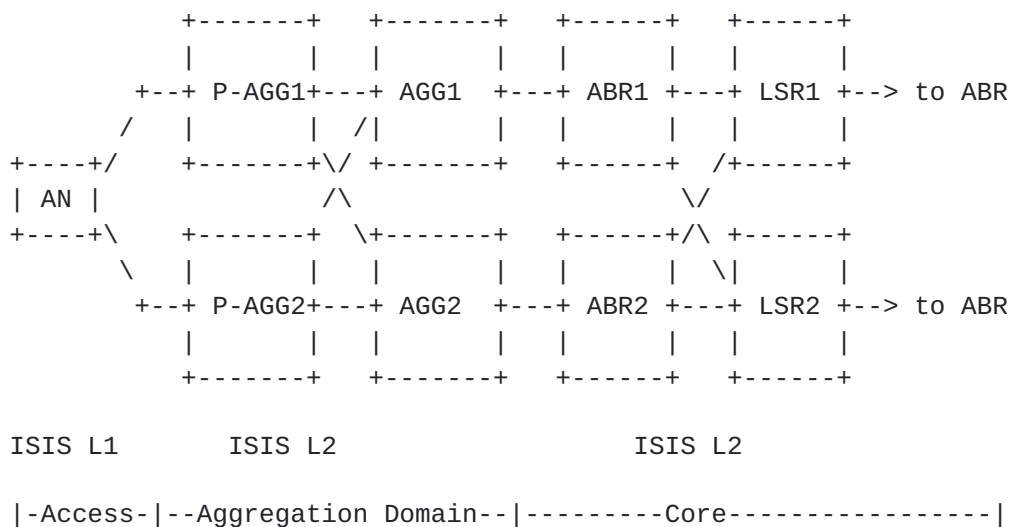 +-------+   +-------+   +------+   +------+
               |       |   |       |   |      |   |      |
            +--+ P-AGG1+---+ AGG1  +---+ ABR1 +---+ LSR1 +--> to ABR
           /   |       |  /|       |   |      |   |      |
+----+/    +-------+\/ +-------+   +------+  /+------+
| AN |              /\                     \/
+----+\    +-------+  \+-------+   +------+/\ +------+
           \   |       |   |       |   |      |  \|      |
            +--+ P-AGG2+---+ AGG2  +---+ ABR2 +---+ LSR2 +--> to ABR
               |       |   |       |   |      |   |      |
               +-------+   +-------+   +------+   +------+
ISIS L1       ISIS L2                   ISIS L2
|-Access-|--Aggregation Domain--|---------Core-----------------|